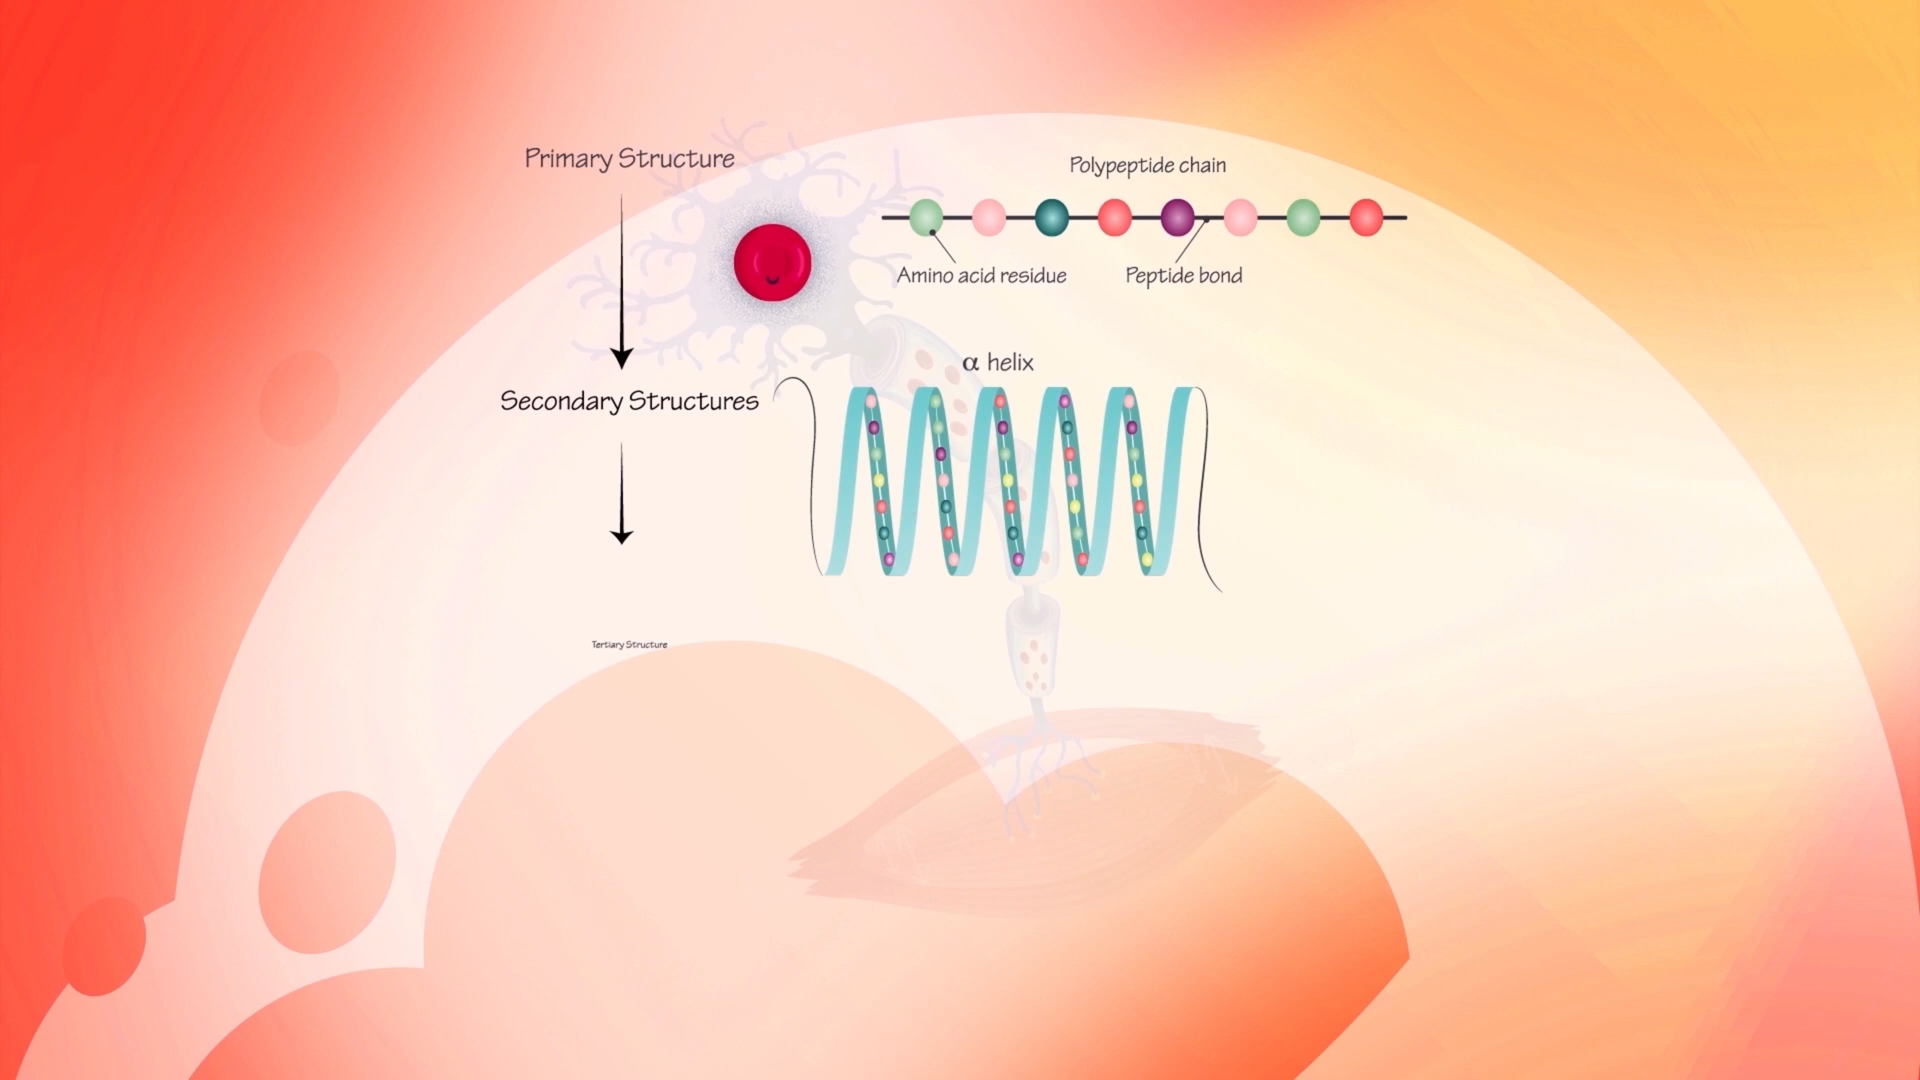 Primary Structure
Polypeptide chain
Amino acid residue
Peptide bond
α helix
Secondary Structures
Tertiary Structure